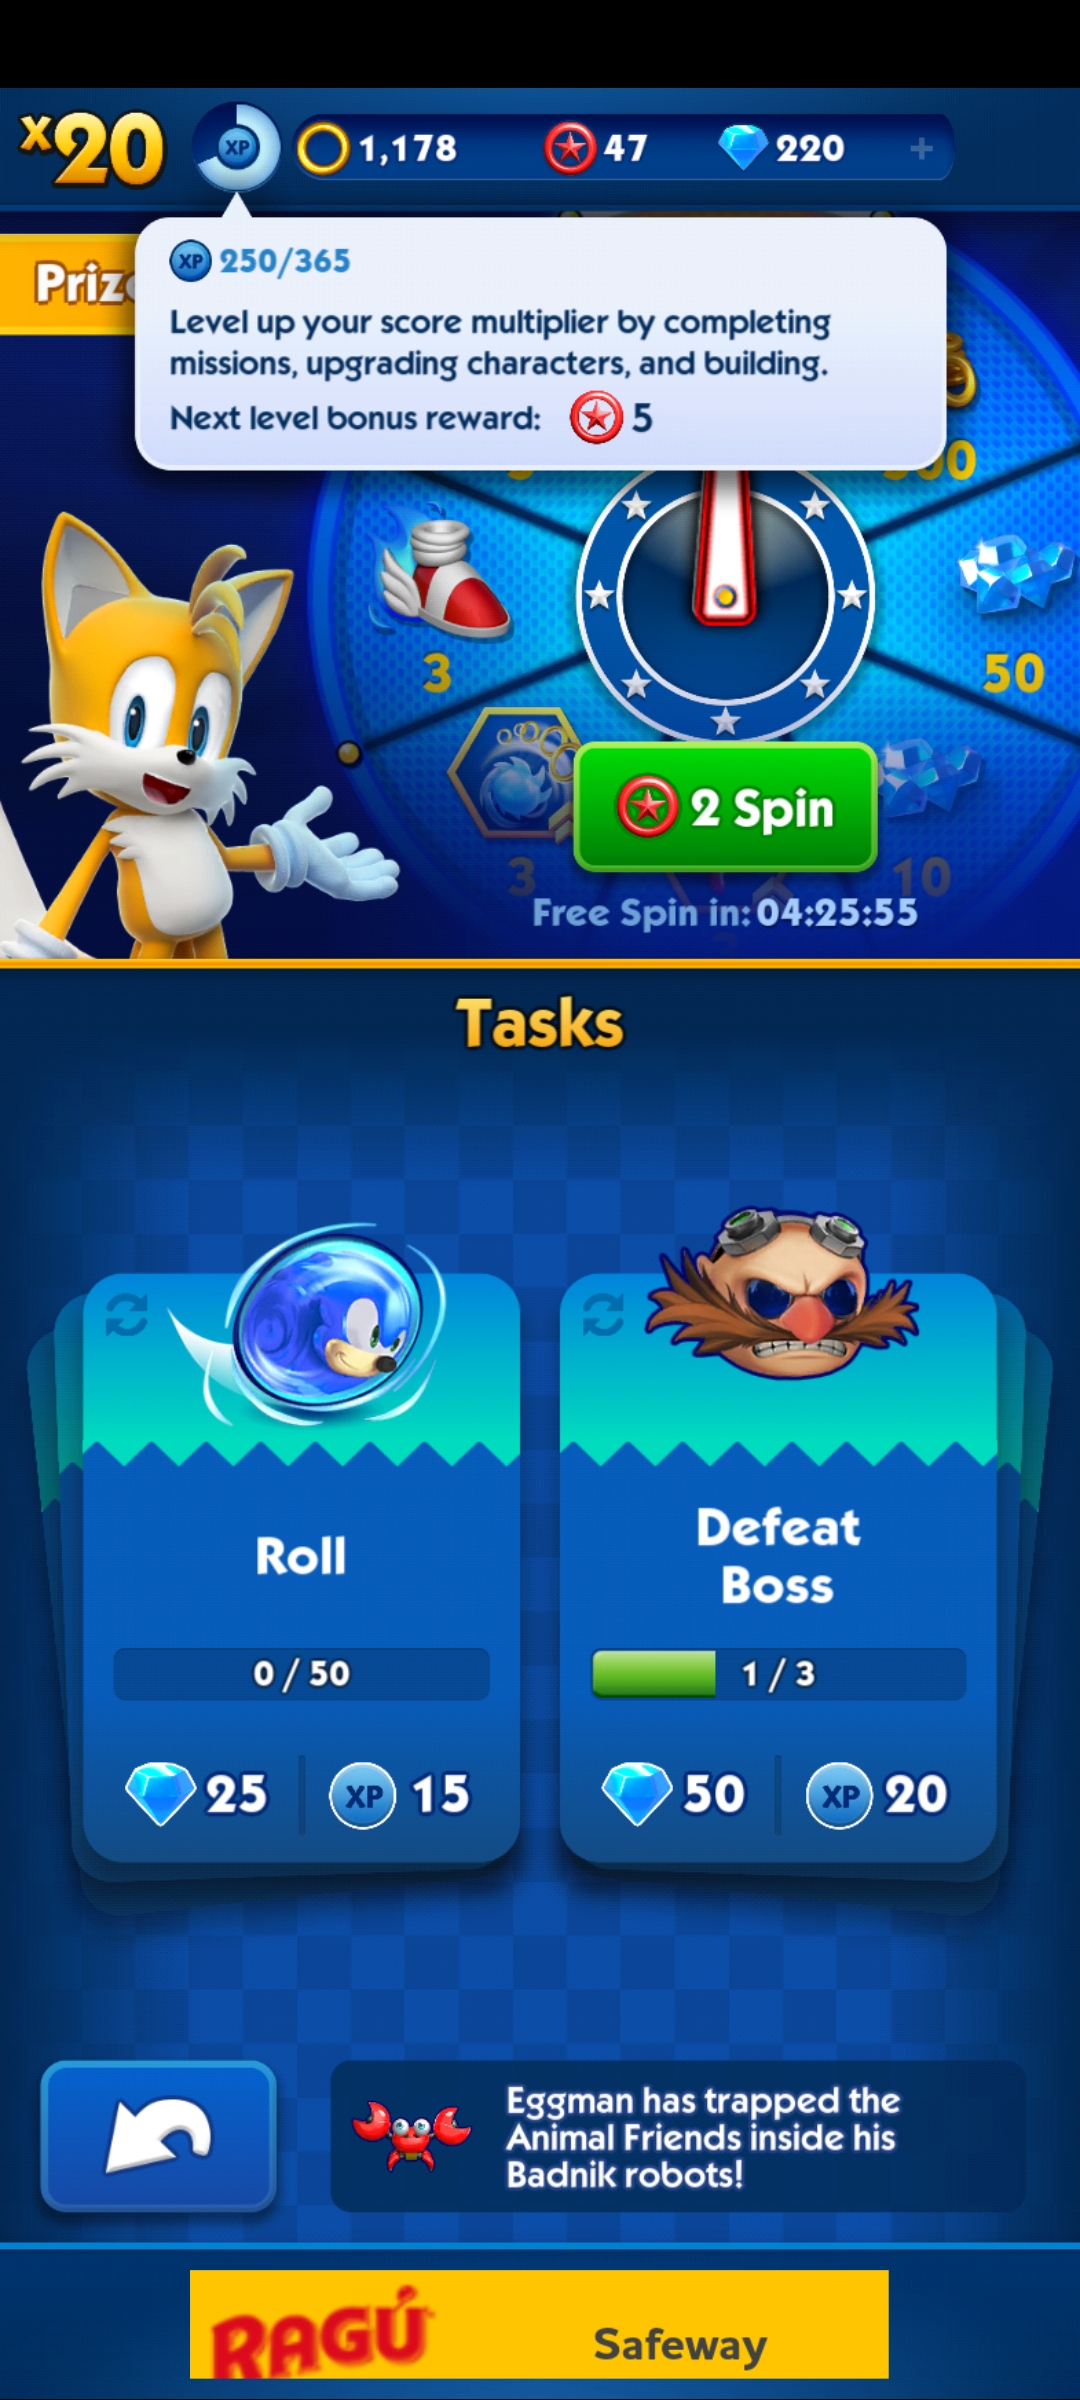 x20
XP
1,178
47
220
+
XP 250/365
Level up your score multiplier by completing
missions, upgrading characters, and building.
Next level bonus reward: 5
3
50
2 Spin
3
10
Free Spin in: 04:25:55
Tasks
Roll
0 / 50
25
XP 15
Defeat
Boss
1 / 3
50
XP 20
Eggman has trapped the
Animal Friends inside his
Badnik robots!
RAGÚ
Safeway